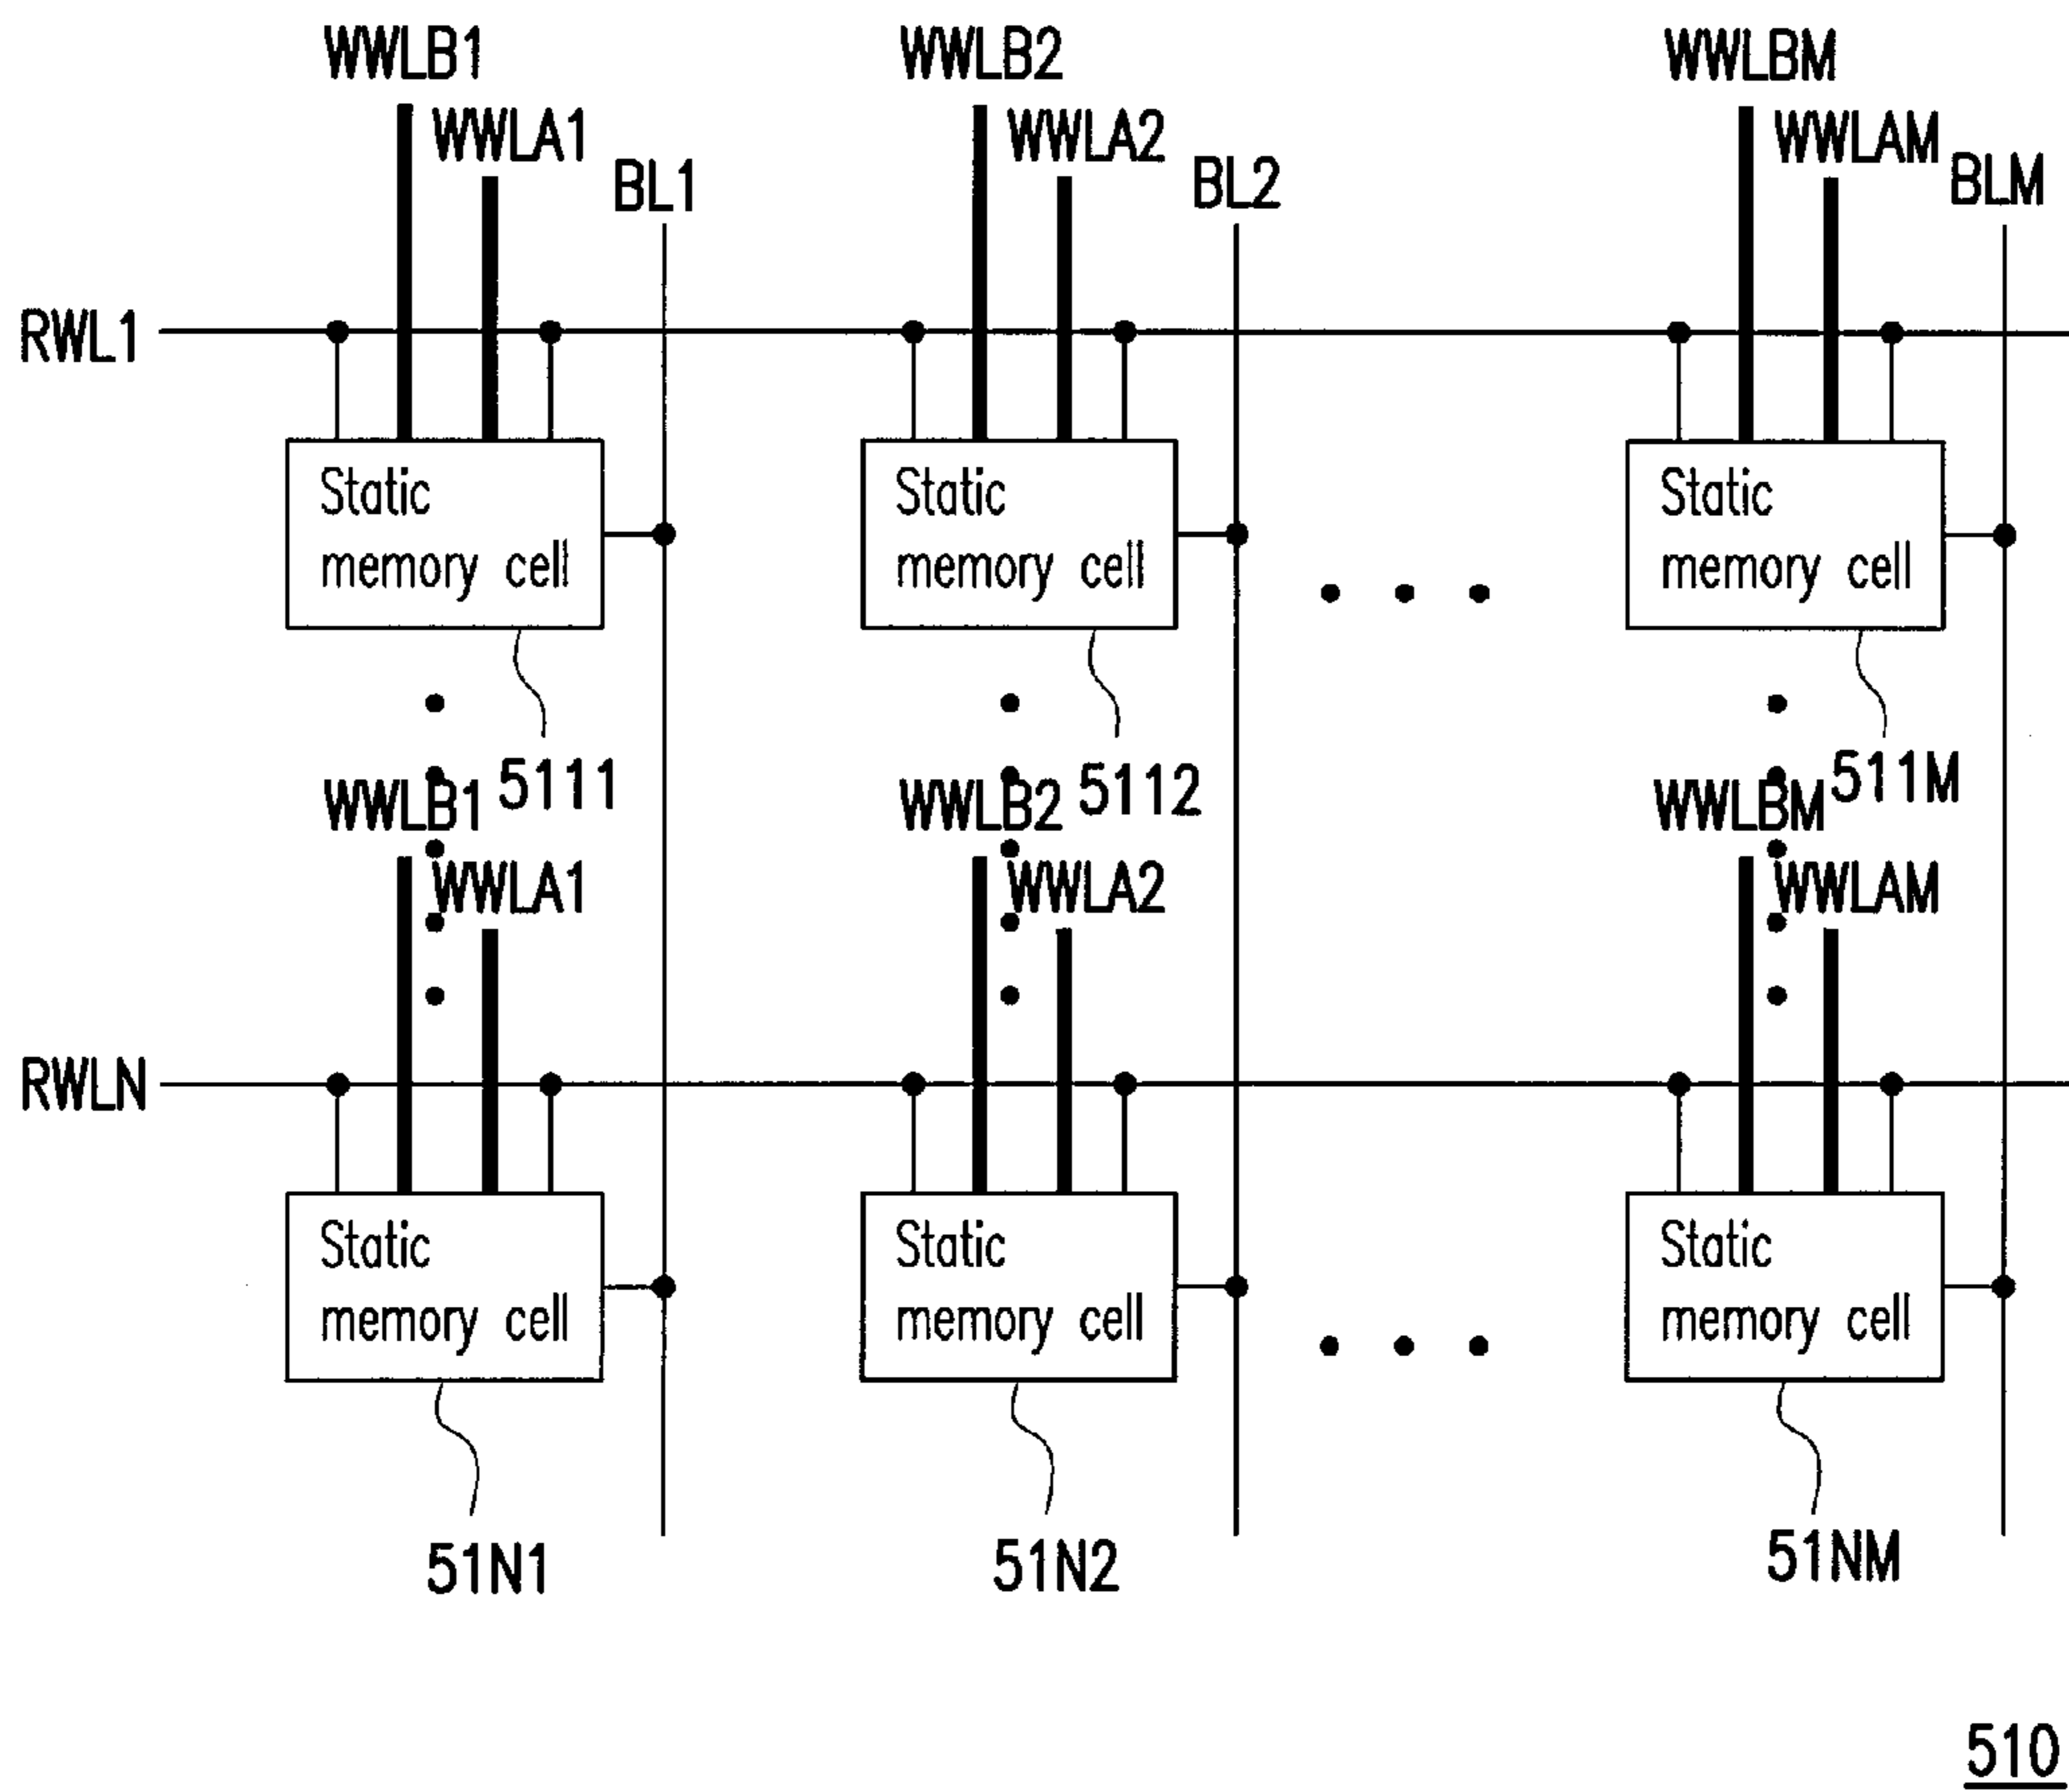 WWLB1
WWLB2
WWLBM
WWLA1
WWLA2
WWLAM
BL1
BL2
BLM
RWL1
Static
memory cell
Static
memory cell
Static
memory cell
5111
5112
511M
WWLB1
WWLB2
WWLBM
WWLA1
WWLA2
WWLAM
RWLN
Static
memory cell
Static
memory cell
Static
memory cell
51N1
51N2
51NM
510